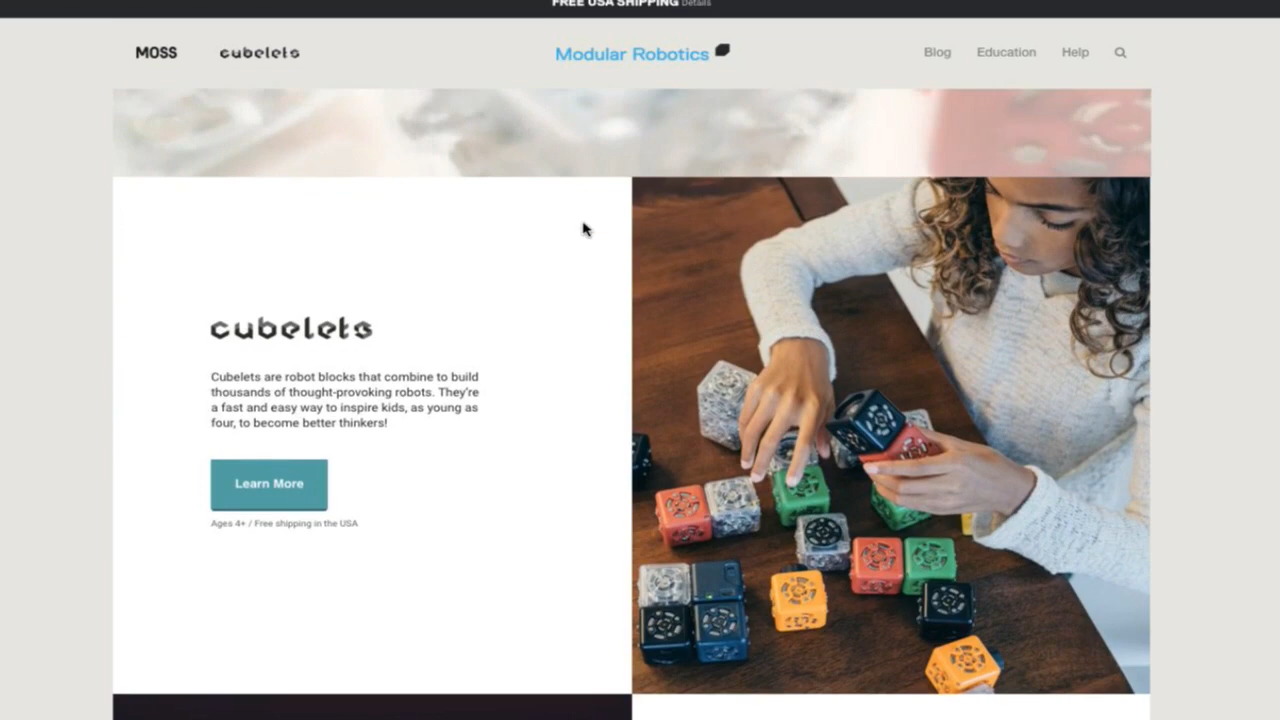 FREE USA SHIPPING Details
MOSS cubelets Modular Robotics Blog Education Help
cubelets
Cubelets are robot blocks that combine to build
thousands of thought-provoking robots. They're
a fast and easy way to inspire kids, as young as
four, to become better thinkers!
Learn More
Ages 4+ / Free shipping in the USA